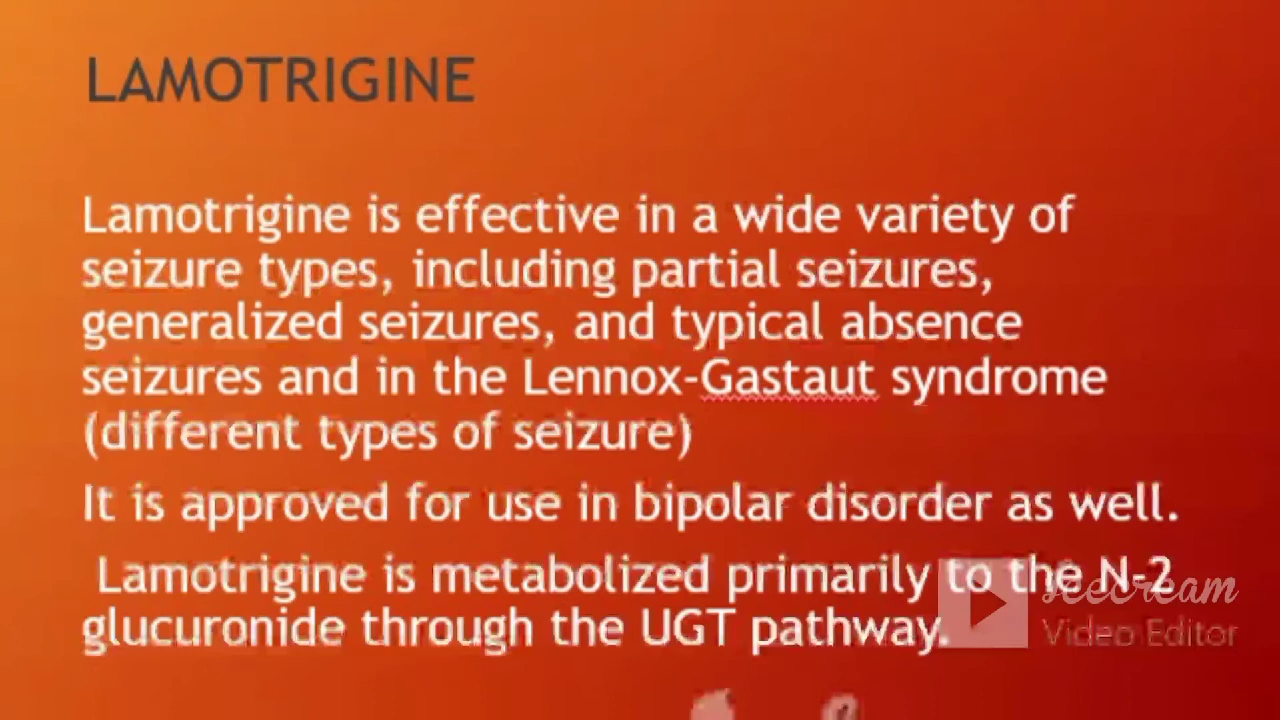 LAMOTRIGINE
Lamotrigine is effective in a wide variety of
seizure types, including partial seizures,
generalized seizures, and typical absence
seizures and in the Lennox-Gastaut syndrome
(different types of seizure)
It is approved for use in bipolar disorder as well.
Lamotrigine is metabolized primarily to the N-2
glucuronide through the UGT pathway.
Icecream
Video Editor